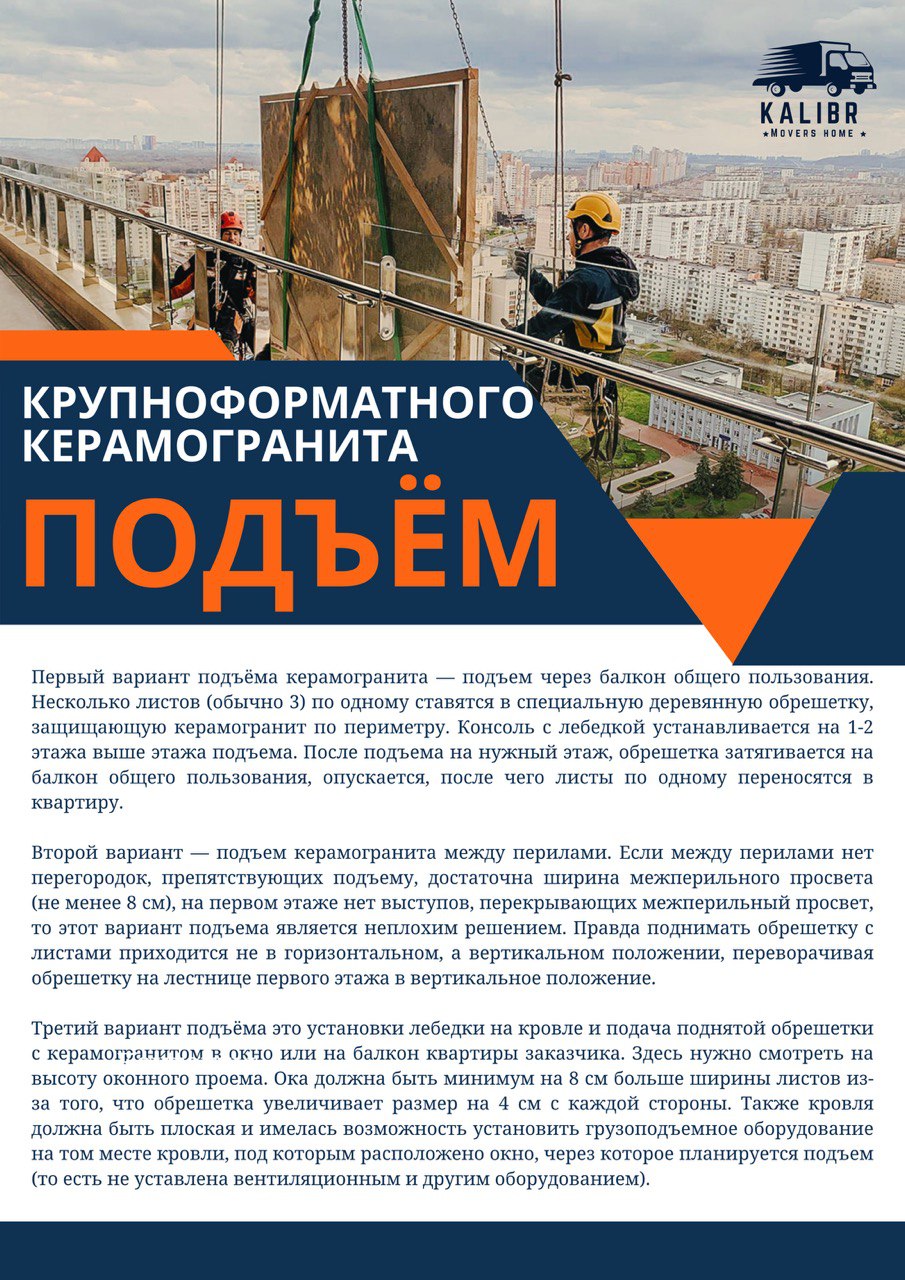 KALIBR
★MOVERS HOME ★
КРУПНОФОРМАТНОГО
КЕРАМОГРАНИТА
ПОДЪЁМ
Первый вариант подъёма керамогранита — подъем через балкон общего пользования.
Несколько листов (обычно 3) по одному ставятся в специальную деревянную обрешетку,
защищающую керамогранит по периметру. Консоль с лебедкой устанавливается на 1-2
этажа выше этажа подъема. После подъема на нужный этаж, обрешетка затягивается на
балкон общего пользования, опускается, после чего листы по одному переносятся в
квартиру.
Второй вариант — подъем керамогранита между перилами. Если между перилами нет
перегородок, препятствующих подъему, достаточна ширина межперильного просвета
(не менее 8 см), на первом этаже нет выступов, перекрывающих межперильный просвет,
то этот вариант подъема является неплохим решением. Правда поднимать обрешетку с
листами приходится не в горизонтальном, а вертикальном положении, переворачивая
обрешетку на лестнице первого этажа в вертикальное положение.
Третий вариант подъёма это установки лебедки на кровле и подача поднятой обрешетки
с керамогранитом в окно или на балкон квартиры заказчика. Здесь нужно смотреть на
высоту оконного проема. Ока должна быть минимум на 8 см больше ширины листов из-
за того, что обрешетка увеличивает размер на 4 см с каждой стороны. Также кровля
должна быть плоская и имелась возможность установить грузоподъемное оборудование
на том месте кровли, под которым расположено окно, через которое планируется подъем
(то есть не уставлена вентиляционным и другим оборудованием).